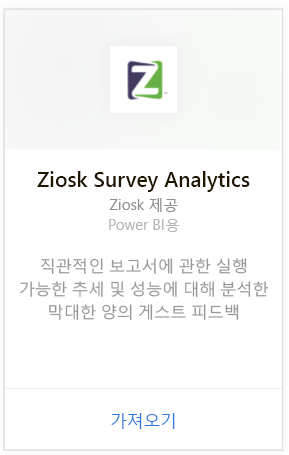 Z
Ziosk Survey Analytics
Ziosk 제공
Power BI용
직관적인 보고서에 관한 실행
가능한 추세 및 성능에 대해 분석한
막대한 양의 게스트 피드백
가져오기